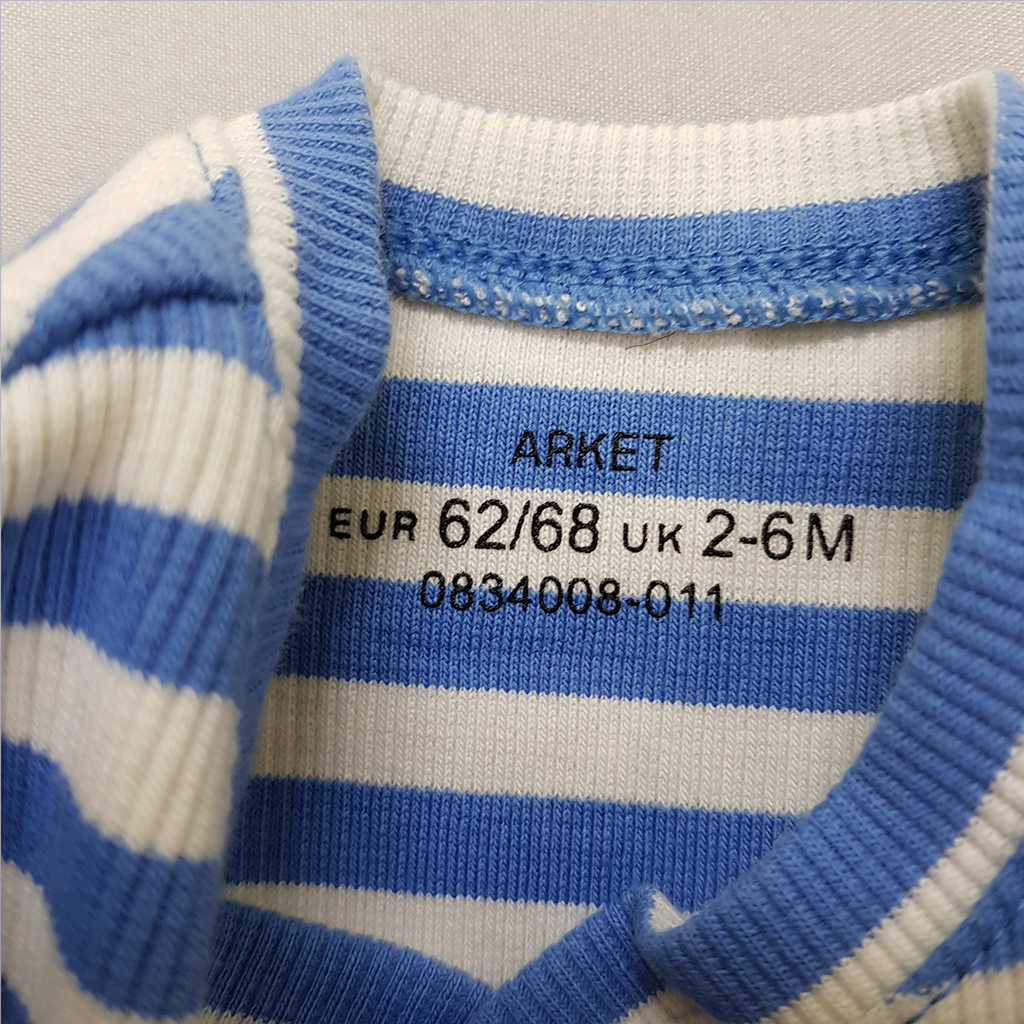 ARKET
EUR 62/68 UK 2-6M
0834008-011